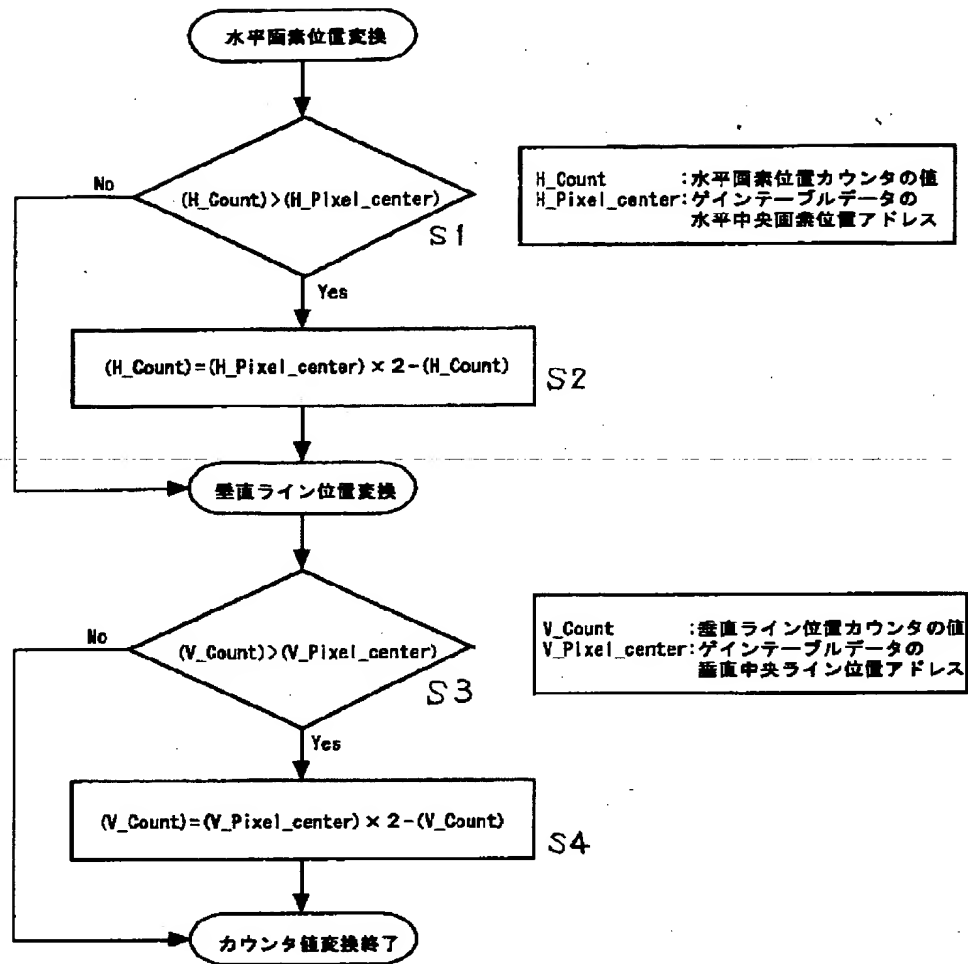 水平画素位置変換
No
(H_Count)>(H_Pixel_center)
S1
H_Count :水平画素位置カウンタの値
H_Pixel_center:ゲインテーブルデータの
水平中央画素位置アドレス
Yes
(H_Count)=(H_Pixel_center)×2-(H_Count)
S2
垂直ライン位置変換
No
(V_Count)>(V_Pixel_center)
S3
V_Count :垂直ライン位置カウンタの値
V_Pixel_center:ゲインテーブルデータの
垂直中央ライン位置アドレス
Yes
(V_Count)=(V_Pixel_center)×2-(V_Count)
S4
カウンタ値変換終了